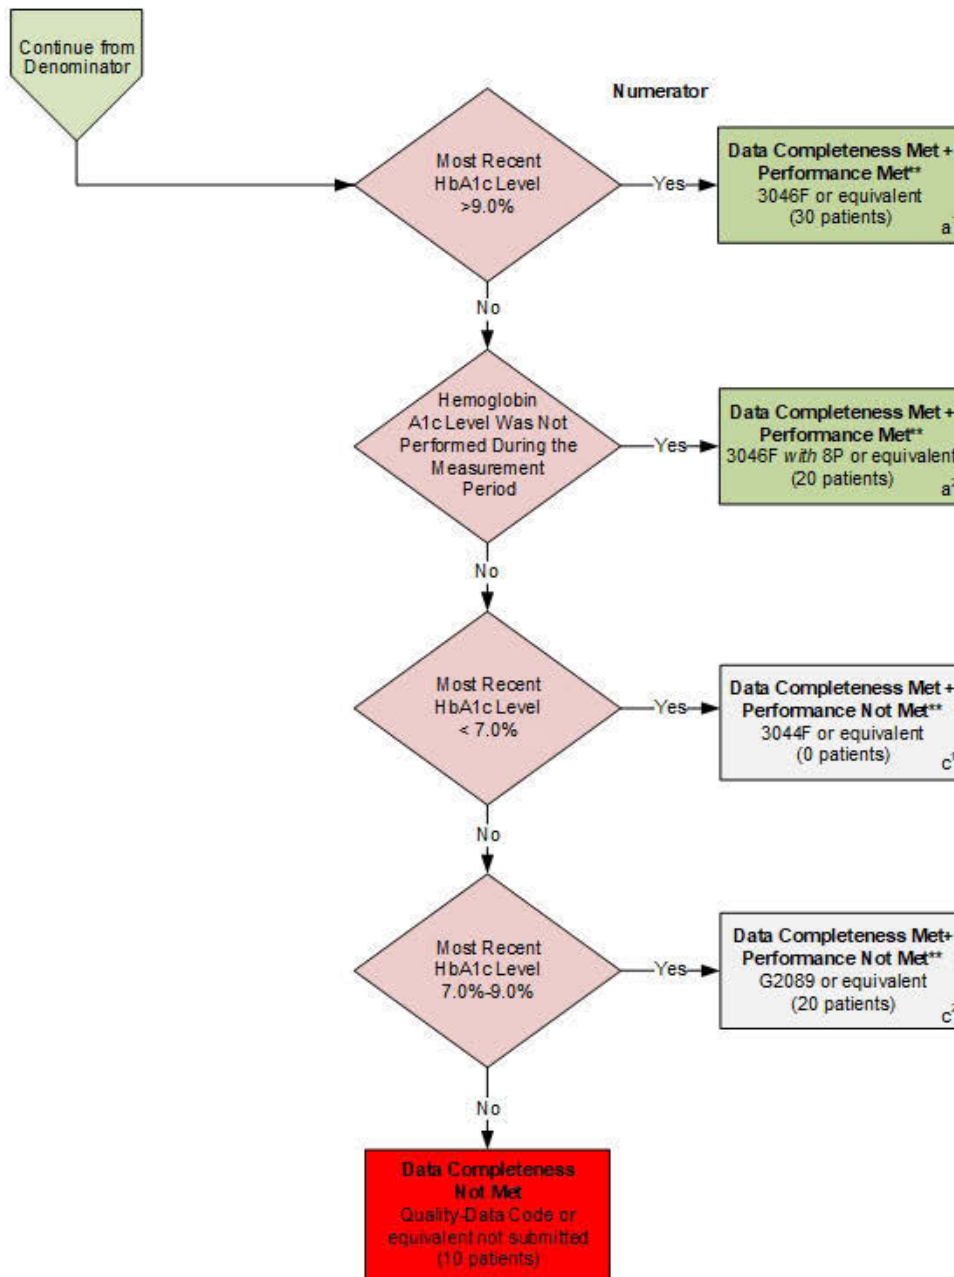 Continue from
Denominator
Numerator
Most Recent
HbA1c Level
>9.0%
Yes
Data Completeness Met +
Performance Met**
3046F or equivalent
(30 patients)
a
No
Hemoglobin
A1c Level Was Not
Performed During the
Measurement
Period
Yes
Data Completeness Met +
Performance Met**
3046F with 8P or equivalent
(20 patients)
a
No
Most Recent
HbA1c Level
< 7.0%
Yes
Data Completeness Met +
Performance Not Met**
3044F or equivalent
(0 patients)
c
No
Most Recent
HbA1c Level
7.0%-9.0%
Yes
Data Completeness Met+
Performance Not Met**
G2089 or equivalent
(20 patients)
c
No
Data Completeness
Not Met
Quality-Data Code or
equivalent not submitted
(10 patients)